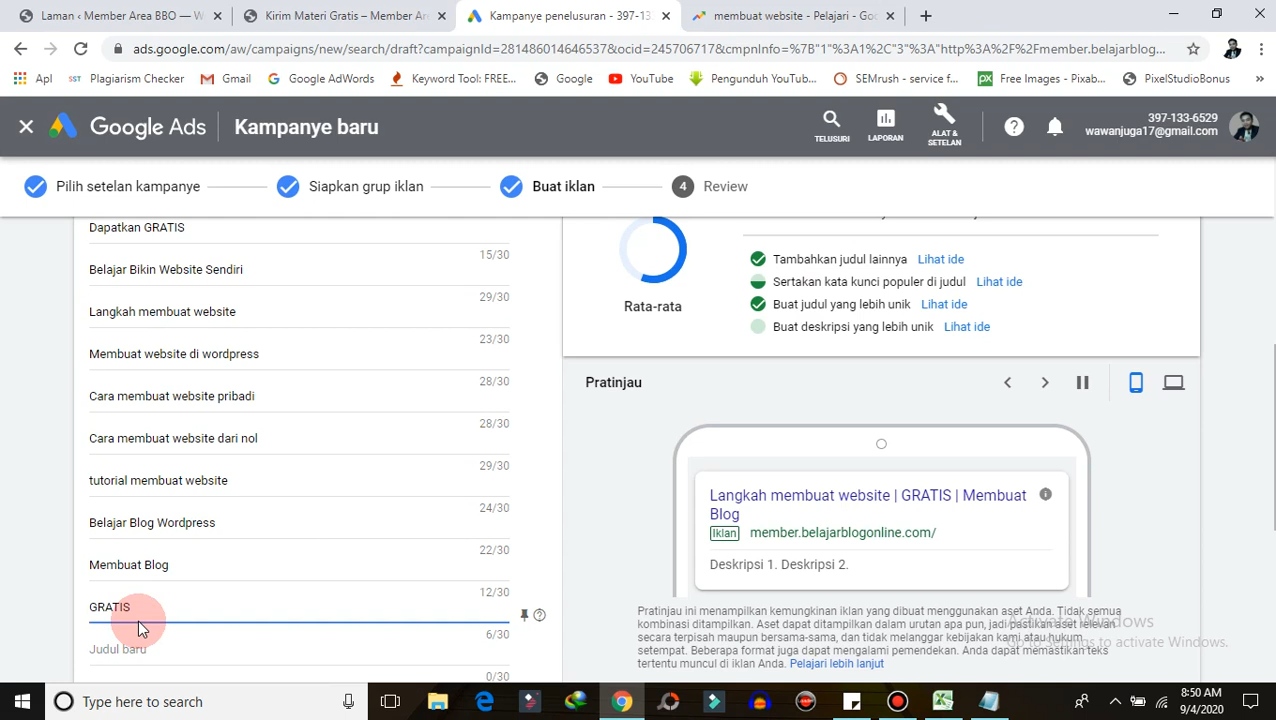 Laman ‹ Member Area BBO — W
Kirim Materi Gratis – Member Are
Kampanye penelusuran - 397-13
membuat website - Pelajari - Goo
ads.google.com/aw/campaigns/new/search/draft?campaignId=281486014646537&ocid=245706717&cmpnInfo=%7B"1"%3A1%2C"3"%3A"http%3A%2F%2Fmember.belajarblog...
Apl
SST Plagiarism Checker
Gmail
Google AdWords
Keyword Tool: FREE...
Google
YouTube
Pengunduh YouTub...
SEmrush - service f...
px Free Images - Pixab...
PixelStudioBonus
»
Google Ads
Kampanye baru
TELUSURI
LAPORAN
ALAT &
SETELAN
397-133-6529
wawanjuga17@gmail.com
Pilih setelan kampanye
Siapkan grup iklan
Buat iklan
4 Review
Dapatkan GRATIS
15/30
Belajar Bikin Website Sendiri
29/30
Langkah membuat website
23/30
Membuat website di wordpress
28/30
Cara membuat website pribadi
28/30
Cara membuat website dari nol
29/30
tutorial membuat website
24/30
Belajar Blog Wordpress
22/30
Membuat Blog
12/30
GRATIS
6/30
Judul baru
0/30
Rata-rata
Tambahkan judul lainnya Lihat ide
Sertakan kata kunci populer di judul Lihat ide
Buat judul yang lebih unik Lihat ide
Buat deskripsi yang lebih unik Lihat ide
Pratinjau
Langkah membuat website | GRATIS | Membuat
Blog
Iklan member.belajarblogonline.com/
Deskripsi 1. Deskripsi 2.
Pratinjau ini menampilkan kemungkinan iklan yang dibuat menggunakan aset Anda. Tidak semua
kombinasi ditampilkan. Aset dapat ditampilkan dalam urutan apa pun, jadi pastikan aset relevan
secara terpisah maupun bersama-sama, dan tidak melanggar kebijakan kami atau hukum
setempat. Beberapa format juga dapat mengalami pemendekan. Anda dapat memastikan teks
tertentu muncul di iklan Anda. Pelajari lebih lanjut
Activate Windows
Go to Settings to activate Windows.
Type here to search
8:50 AM
9/4/2020